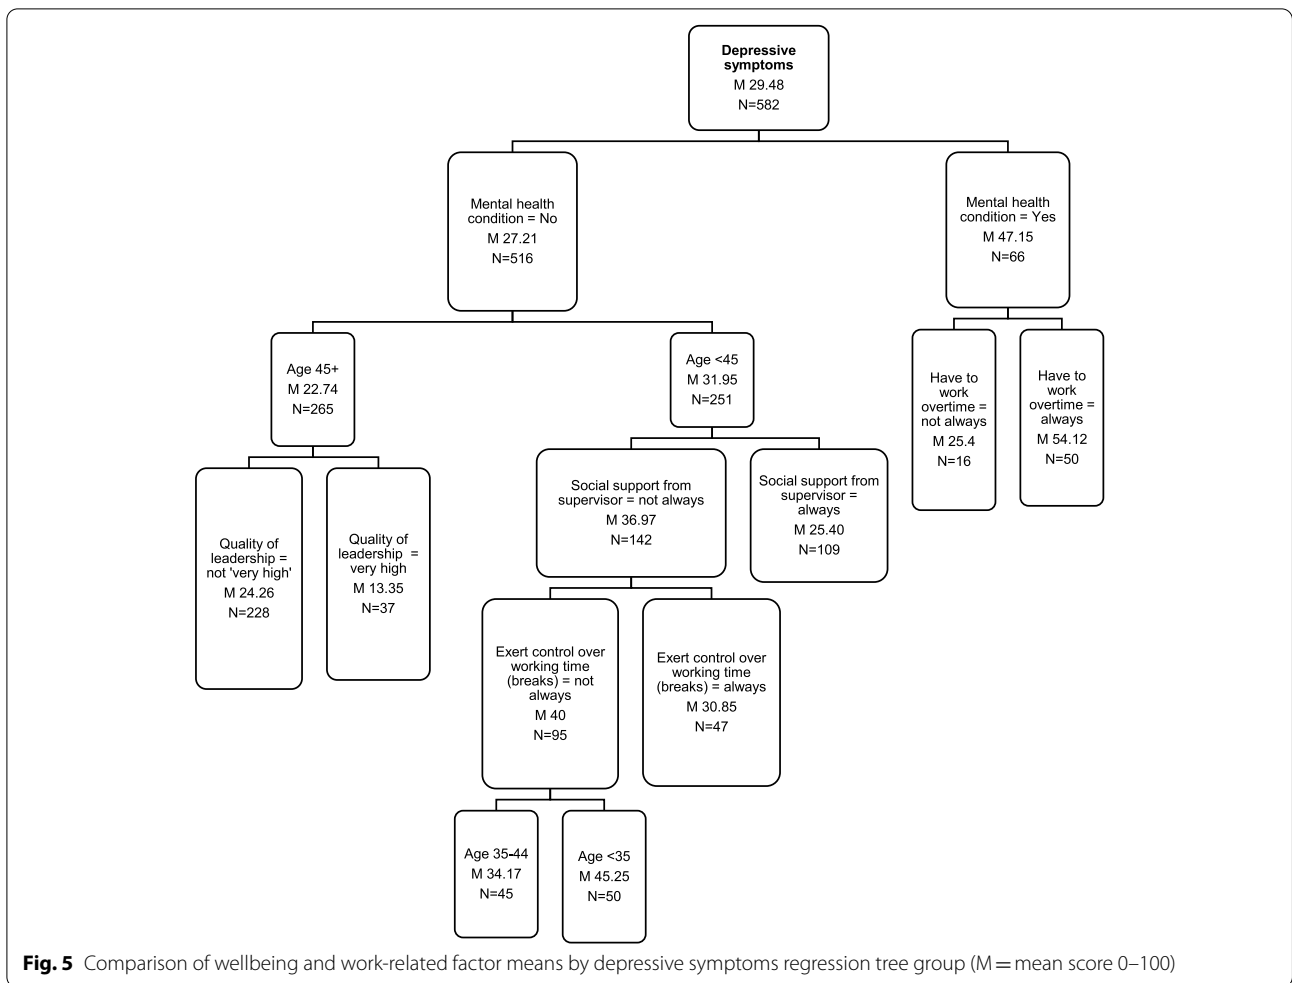 Depressive
symptoms
M 29.48
N=582
Mental health
condition = No
M 27.21
N=516
Mental health
condition = Yes
M 47.15
N=66
Age 45+
M 22.74
N=265
Age <45
M 31.95
N=251
Have to
work
overtime =
not always
M 25.4
N=16
Have to
work
overtime =
always
M 54.12
N=50
Quality of
leadership =
not 'very high'
M 24.26
N=228
Quality of
leadership =
very high
M 13.35
N=37
Social support from
supervisor = not always
M 36.97
N=142
Social support from
supervisor =
always
M 25.40
N=109
Exert control over
working time
(breaks) = not
always
M 40
N=95
Exert control over
working time
(breaks) = always
M 30.85
N=47
Age 35-44
M 34.17
N=45
Age <35
M 45.25
N=50
Fig. 5 Comparison of wellbeing and work-related factor means by depressive symptoms regression tree group (M = mean score 0–100)